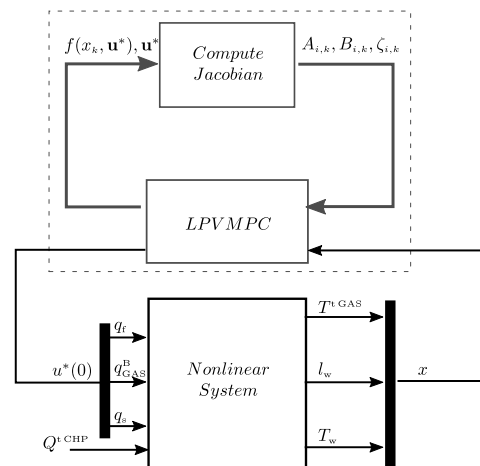 f(x_k, u*), u*
Compute
Jacobian
A_{i,k}, B_{i,k}, ζ_{i,k}
LPVMPC
u*(0)
q_f
q^B_GAS
q_s
Q^{t CHP}
Nonlinear
System
T^{t GAS}
l_w
T_w
x